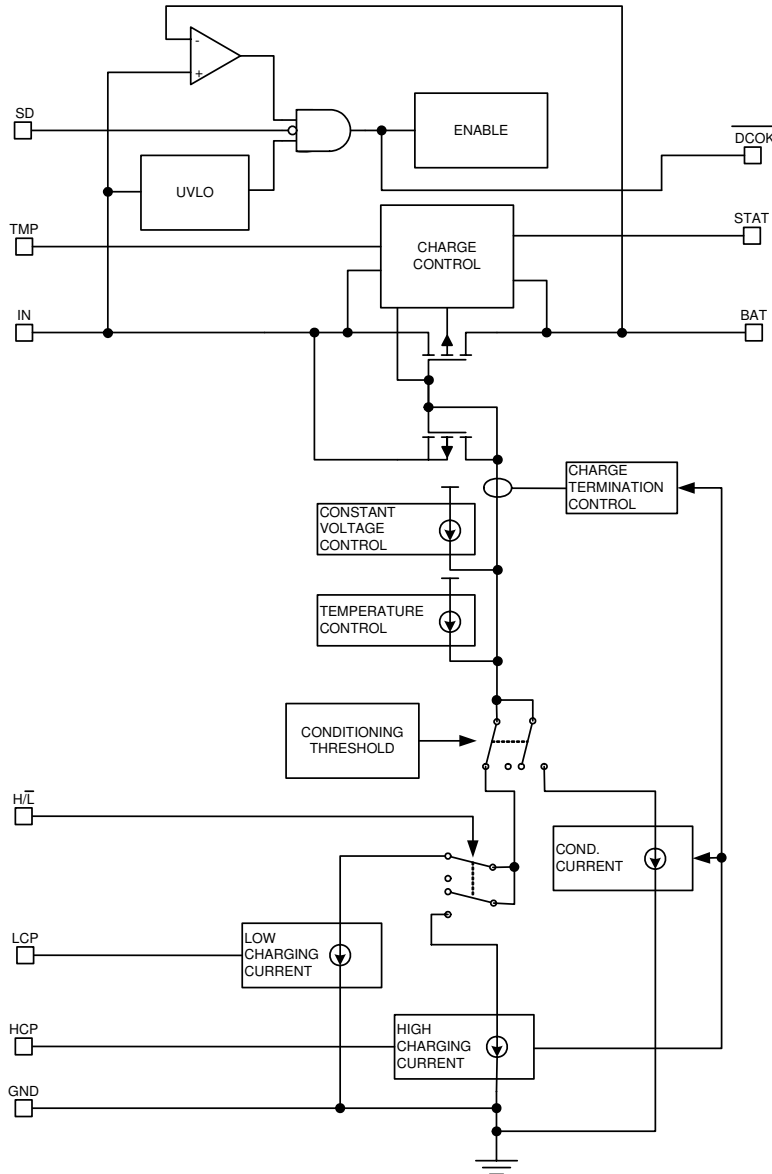 -
+
SD
ENABLE
DCOK
UVLO
TMP
STAT
CHARGE
CONTROL
IN
BAT
CHARGE
TERMINATION
CONTROL
CONSTANT
VOLTAGE
CONTROL
TEMPERATURE
CONTROL
CONDITIONING
THRESHOLD
H/L
COND.
CURRENT
LCP
LOW
CHARGING
CURRENT
HCP
HIGH
CHARGING
CURRENT
GND